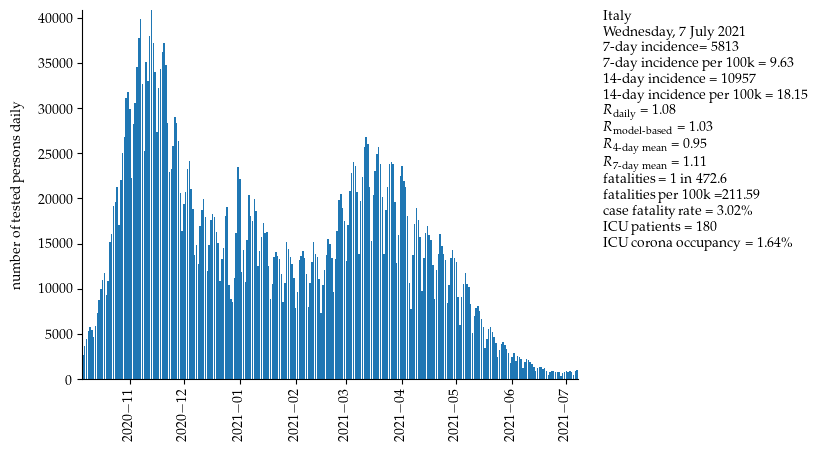 Italy
Wednesday, 7 July 2021
7-day incidence= 5813
7-day incidence per 100k = 9.63
14-day incidence = 10957
14-day incidence per 100k = 18.15
R daily = 1.08
R model-based = 1.03
R 4-day mean = 0.95
R 7-day mean = 1.11
fatalities = 1 in 472.6
fatalities per 100k =211.59
case fatality rate = 3.02%
ICU patients = 180
ICU corona occupancy = 1.64%
number of tested persons daily
40000
35000
30000
25000
20000
15000
10000
5000
0
2020−11
2020−12
2021−01
2021−02
2021−03
2021−04
2021−05
2021−06
2021−07